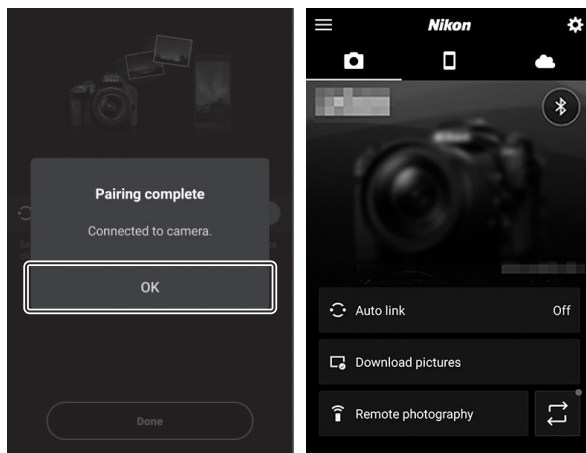 Pairing complete
Connected to camera.
OK
Done
Nikon
Auto link Off
Download pictures
Remote photography